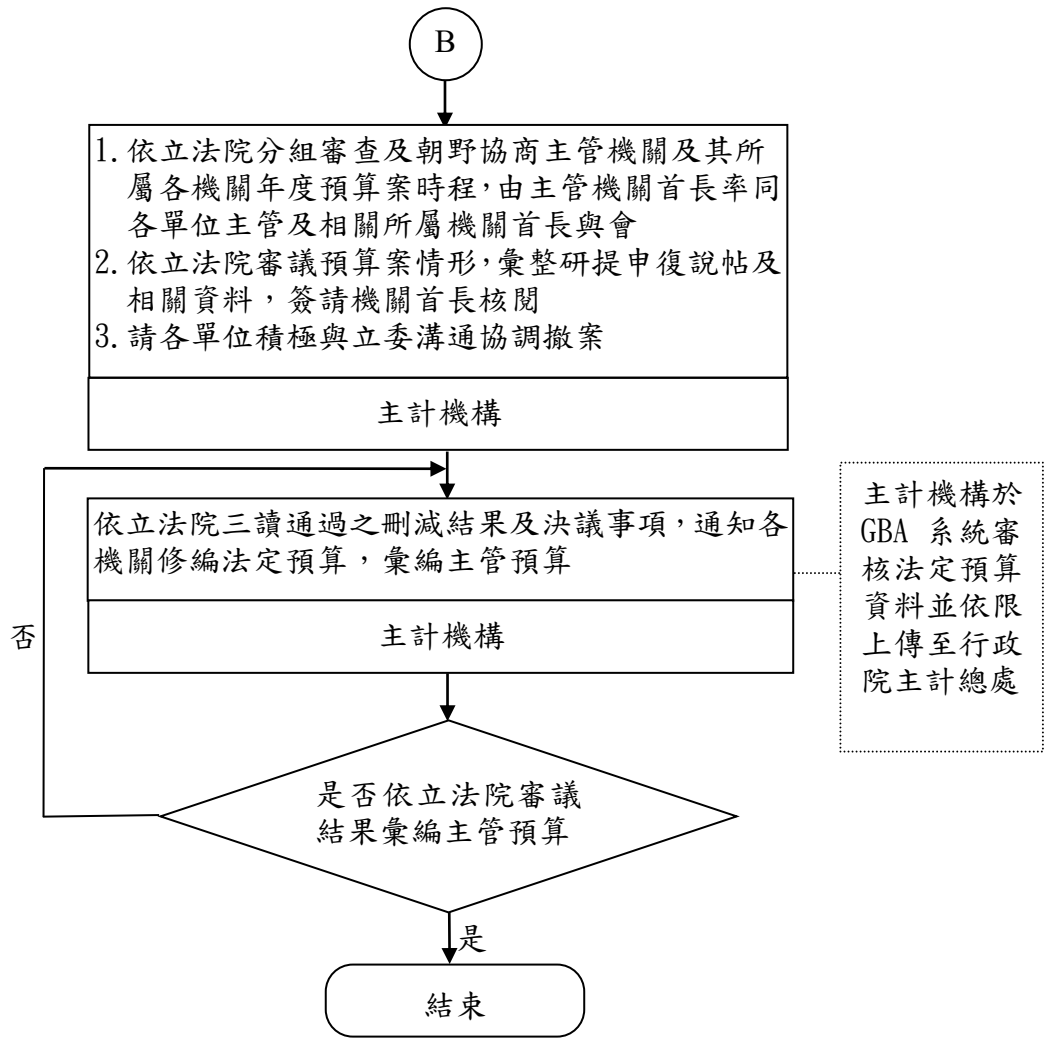 B
1. 依立法院分組審查及朝野協商主管機關及其所
屬各機關年度預算案時程,由主管機關首長率同
各單位主管及相關所屬機關首長與會
2. 依立法院審議預算案情形,彙整研提申復說帖及
相關資料，簽請機關首長核閱
3. 請各單位積極與立委溝通協調撤案
主計機構
依立法院三讀通過之刪減結果及決議事項,通知各
機關修編法定預算，彙編主管預算
主計機構
主計機構於
GBA 系統審
核法定預算
資料並依限
上傳至行政
院主計總處
否
是否依立法院審議
結果彙編主管預算
是
結束